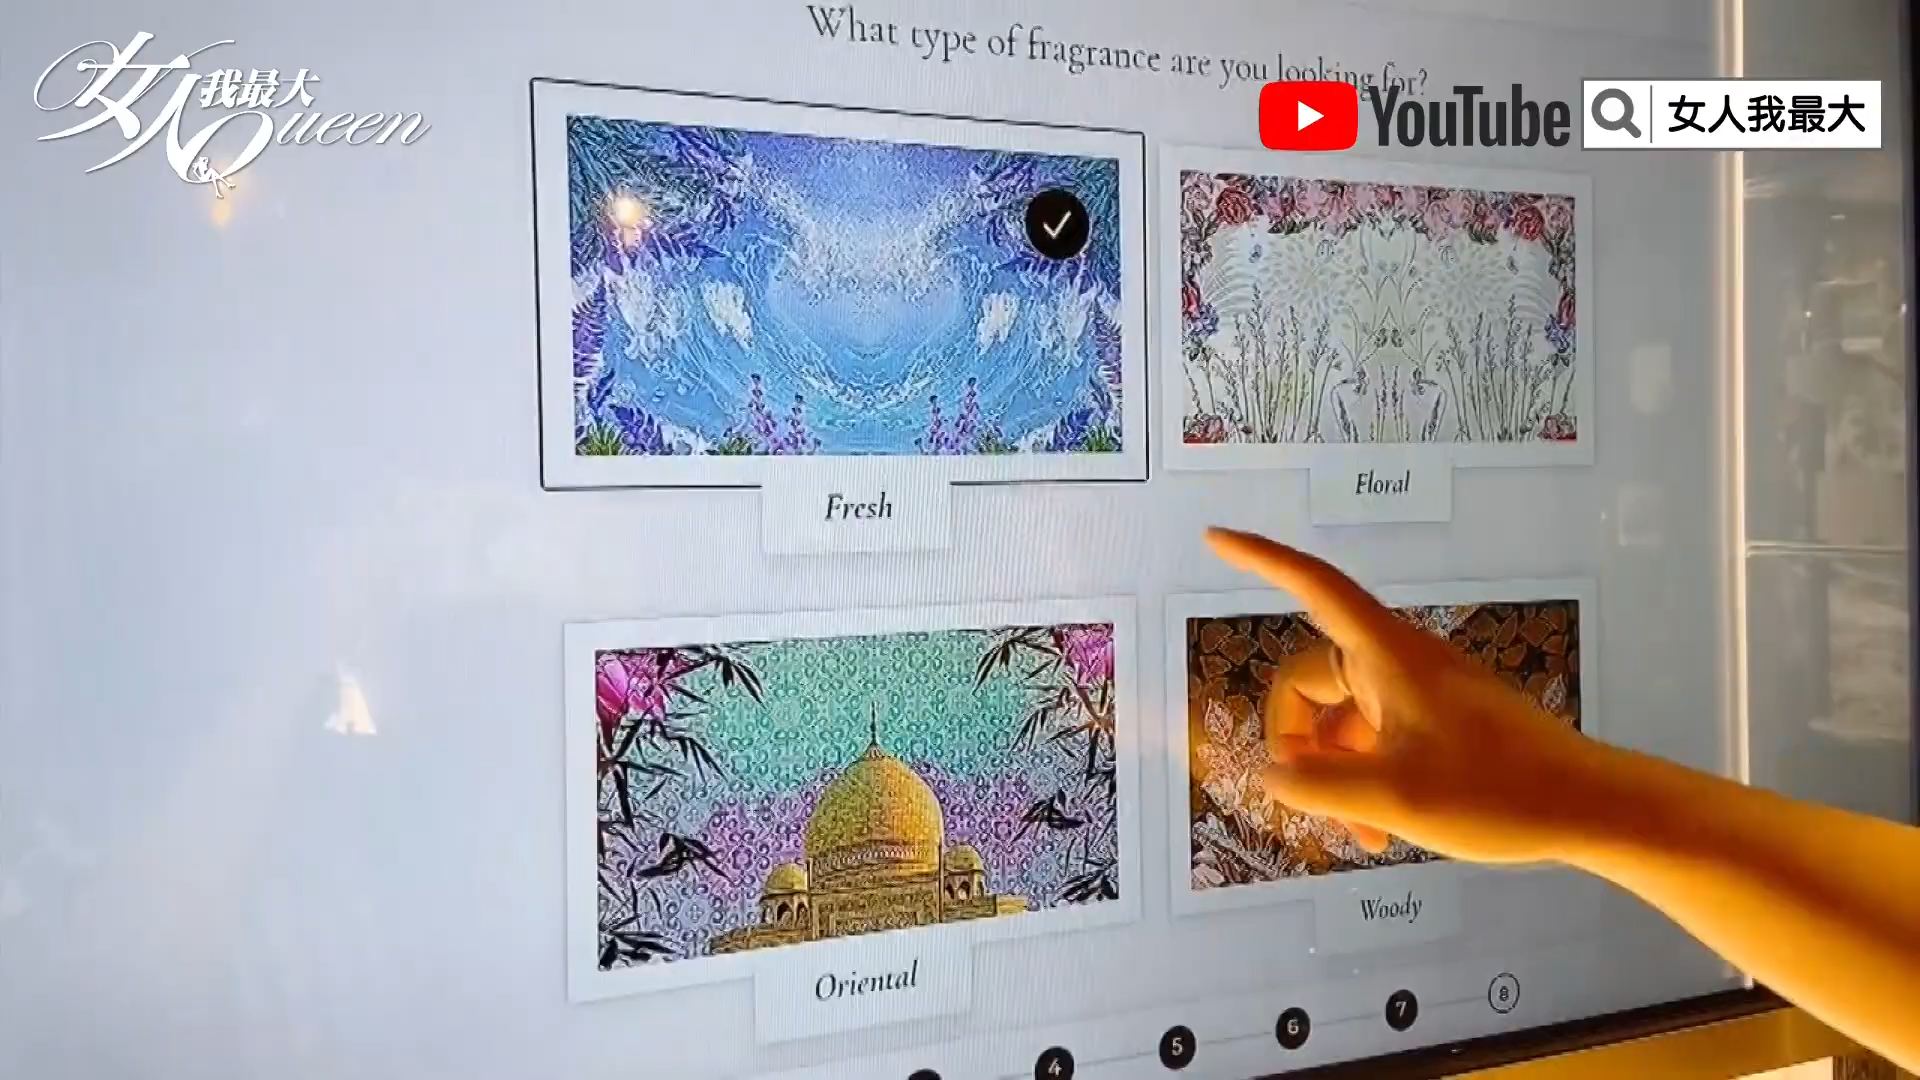 What type of fragrance are you looking for?
女人我最大
Queen
YouTube
女人我最大
Fresh
Floral
Oriental
Woody
4
5
6
7
8